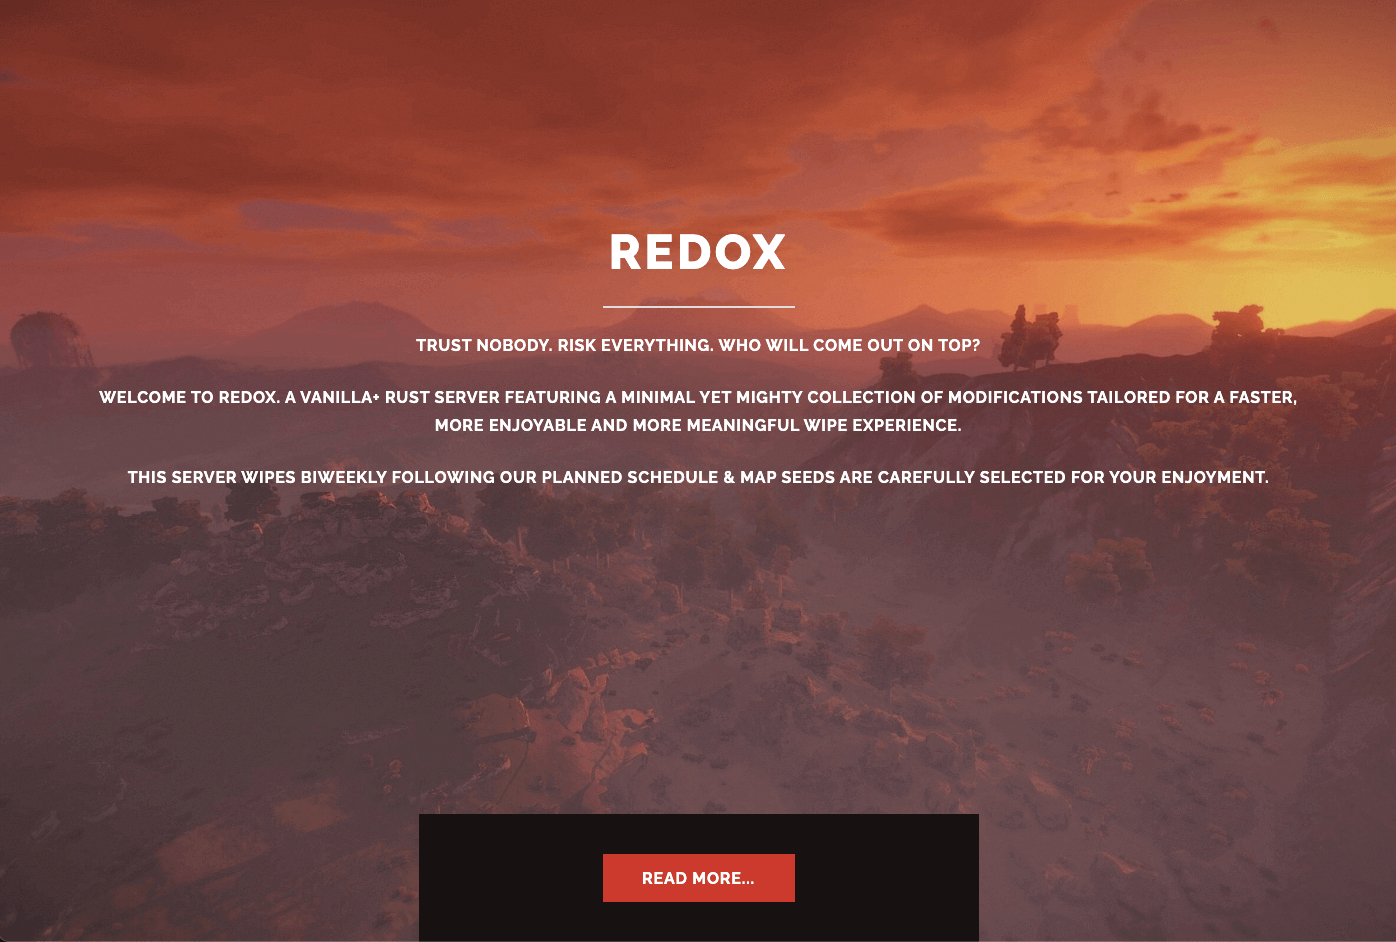 REDOX
TRUST NOBODY. RISK EVERYTHING. WHO WILL COME OUT ON TOP?
WELCOME TO REDOX. A VANILLA+ RUST SERVER FEATURING A MINIMAL YET MIGHTY COLLECTION OF MODIFICATIONS TAILORED FOR A FASTER,
MORE ENJOYABLE AND MORE MEANINGFUL WIPE EXPERIENCE.
THIS SERVER WIPES BIWEEKLY FOLLOWING OUR PLANNED SCHEDULE & MAP SEEDS ARE CAREFULLY SELECTED FOR YOUR ENJOYMENT.
READ MORE...